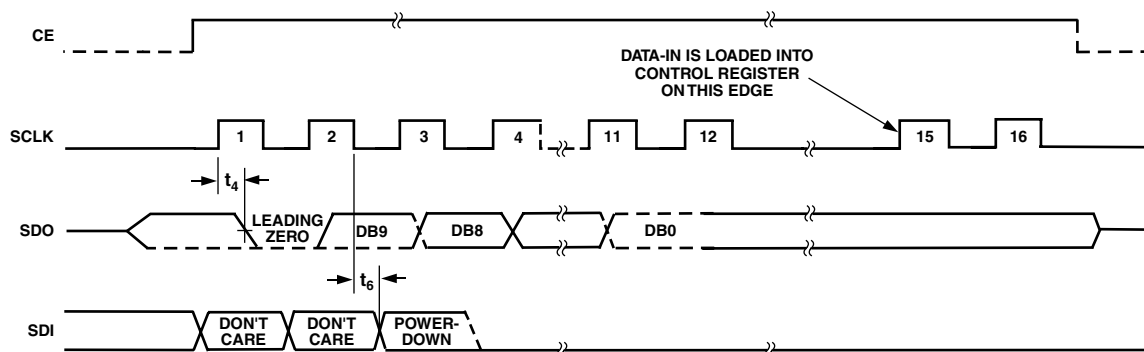 CE
DATA-IN IS LOADED INTO
CONTROL REGISTER
ON THIS EDGE
SCLK
1 2 3 4 11 12 15 16
t4
SDO
LEADING
ZERO
DB9 DB8 DB0
t6
SDI
DON'T
CARE
DON'T
CARE
POWER-
DOWN